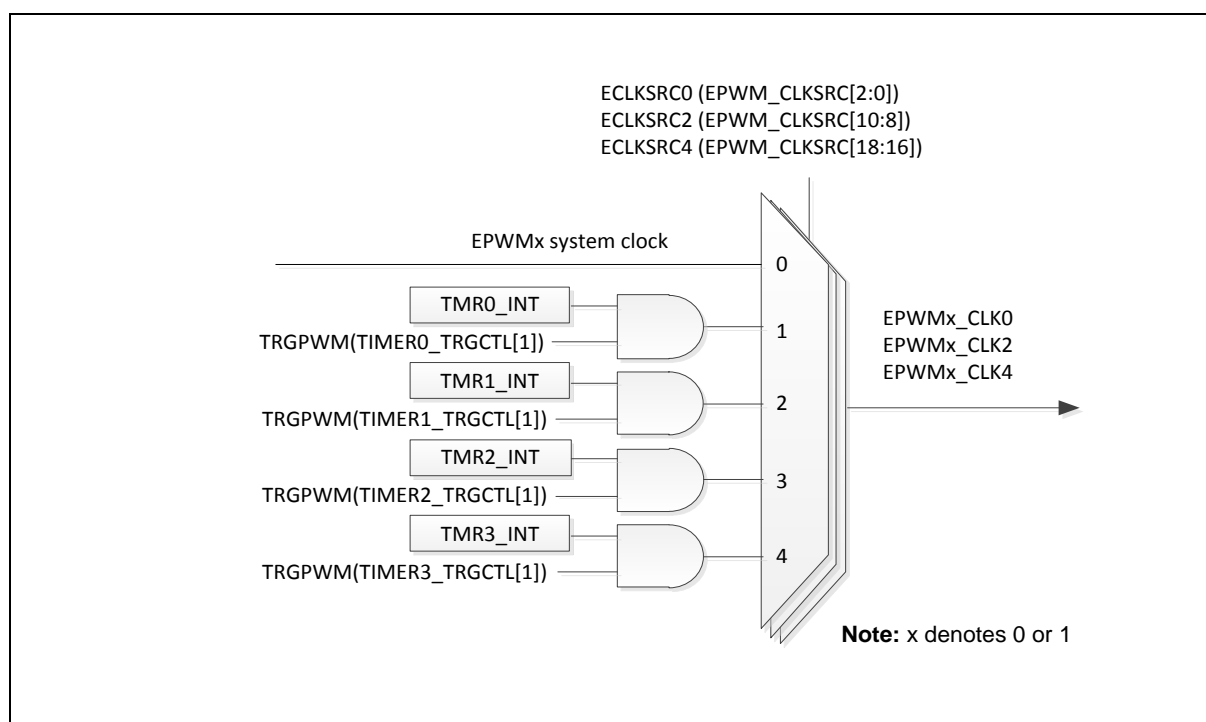 ECLKSRC0 (EPWM_CLKSRC[2:0])
ECLKSRC2 (EPWM_CLKSRC[10:8])
ECLKSRC4 (EPWM_CLKSRC[18:16])
EPWMx system clock
0
TMR0_INT
TRGPWM(TIMER0_TRGCTL[1])
1
TMR1_INT
TRGPWM(TIMER1_TRGCTL[1])
2
TMR2_INT
TRGPWM(TIMER2_TRGCTL[1])
3
TMR3_INT
TRGPWM(TIMER3_TRGCTL[1])
4
EPWMx_CLK0
EPWMx_CLK2
EPWMx_CLK4
Note: x denotes 0 or 1